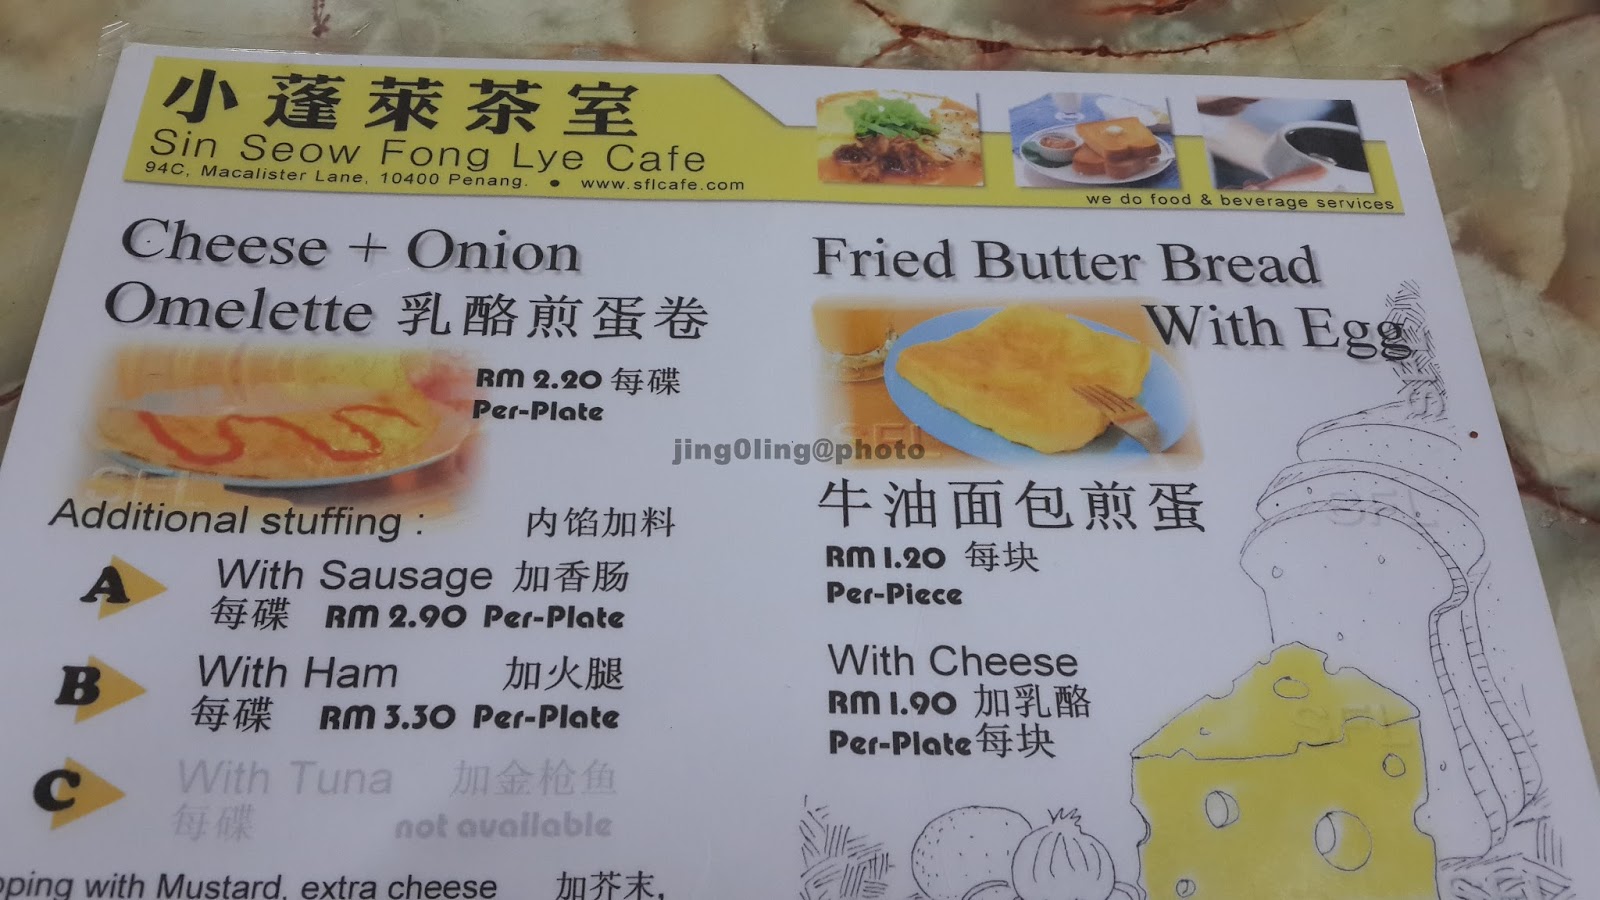 小蓬萊茶室
Sin Seow Fong Lye Cafe
94C, Macalister Lane, 10400 Penang. • www.sflcafe.com
we do food & beverage services
Cheese + Onion
Omelette 乳酪煎蛋卷
RM 2.20 每碟
Per-Plate
Additional stuffing : 内馅加料
A With Sausage 加香肠
每碟 RM 2.90 Per-Plate
B With Ham 加火腿
每碟 RM 3.30 Per-Plate
C With Tuna 加金枪鱼
每碟 not available
with Mustard, extra cheese 加芥末,
Fried Butter Bread
With Egg
牛油面包煎蛋
RM 1.20 每块
Per-Piece
With Cheese
RM 1.90 加乳酪
Per-Plate 每块
SFL
SFL
SFL
jing0ling@photo